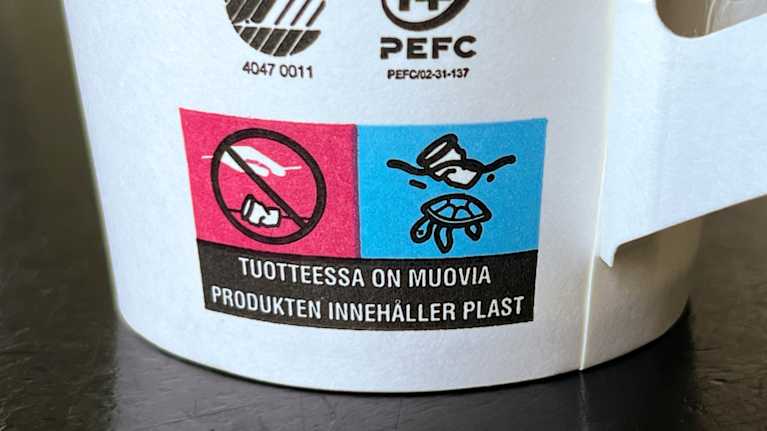 4047 0011
PEFC
PEFC/02-31-137
TUOTTEESSA ON MUOVIA
PRODUKTEN INNEHÅLLER PLAST